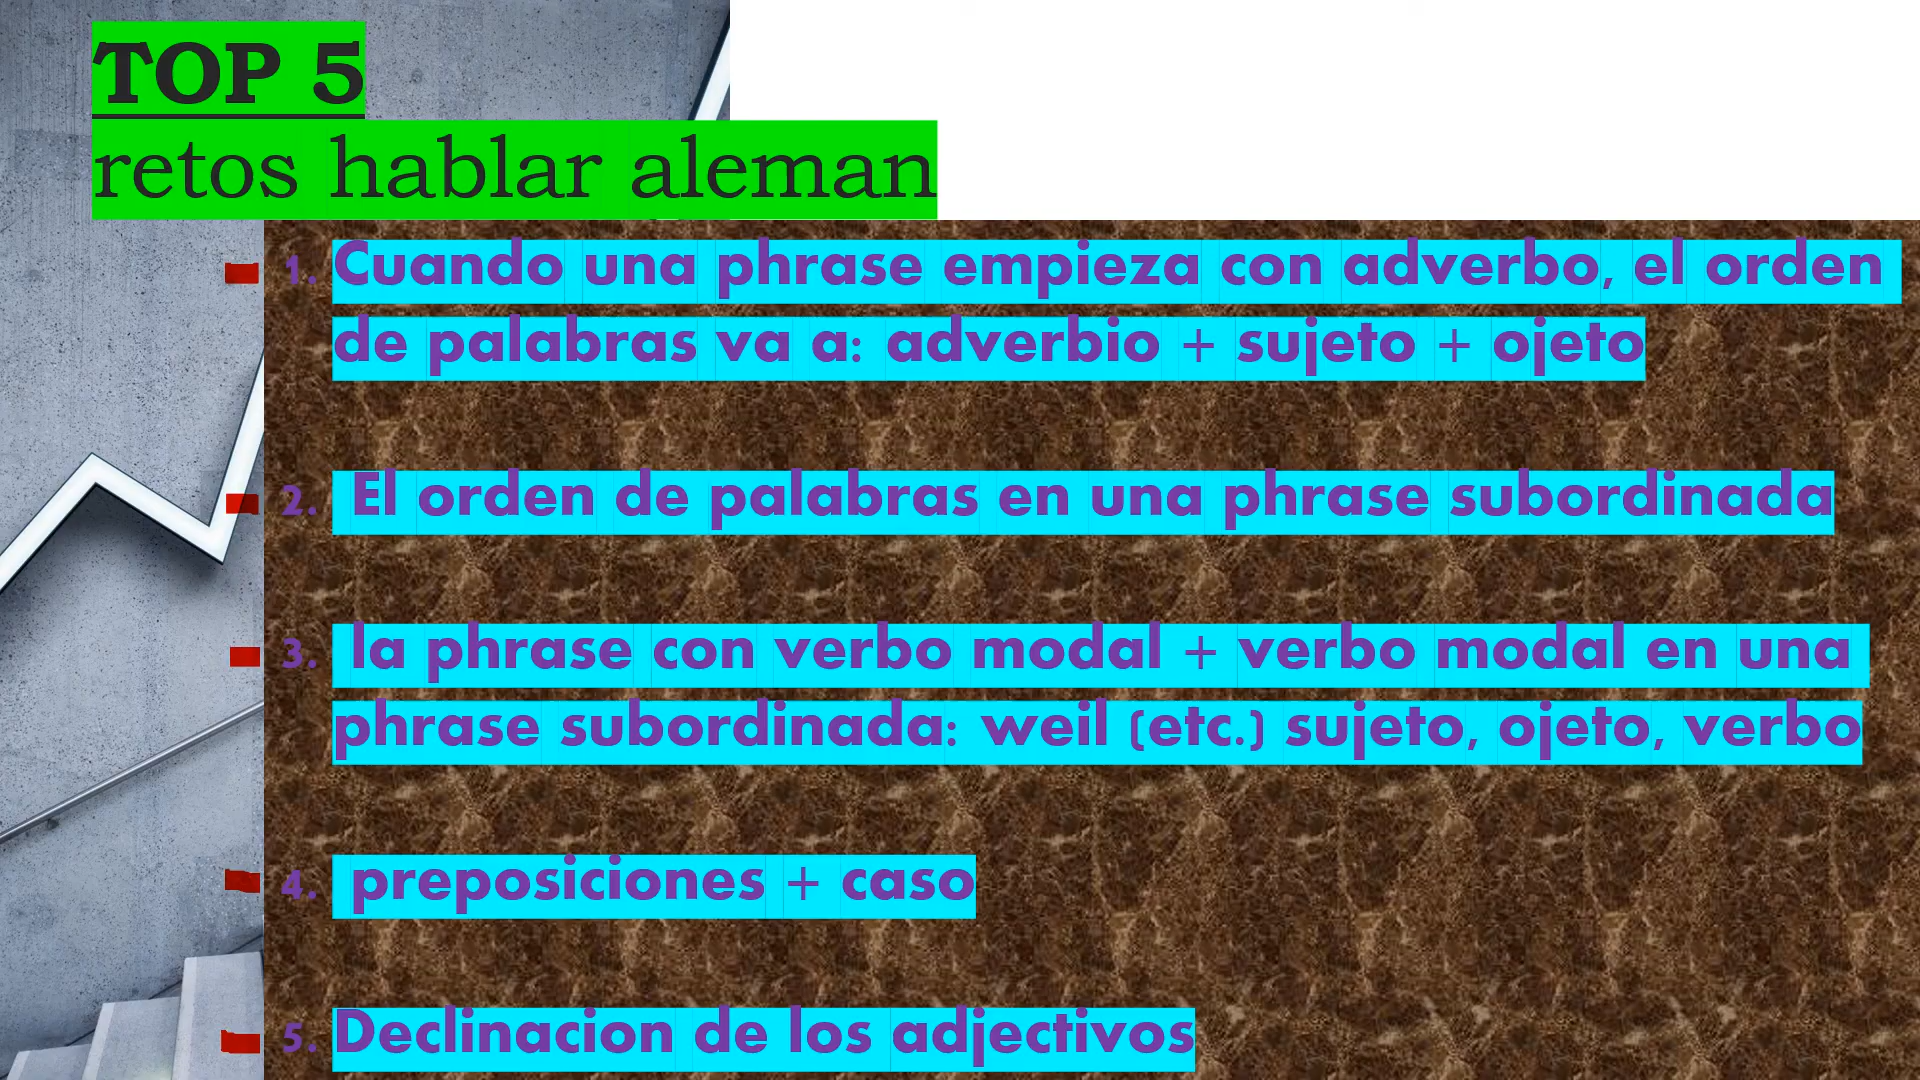 TOP 5
retos hablar aleman
1. Cuando una phrase empieza con adverbo, el orden
de palabras va a: adverbio + sujeto + ojeto
2. El orden de palabras en una phrase subordinada
3. la phrase con verbo modal + verbo modal en una
phrase subordinada: weil (etc.) sujeto, ojeto, verbo
4. preposiciones + caso
5. Declinacion de los adjectivos